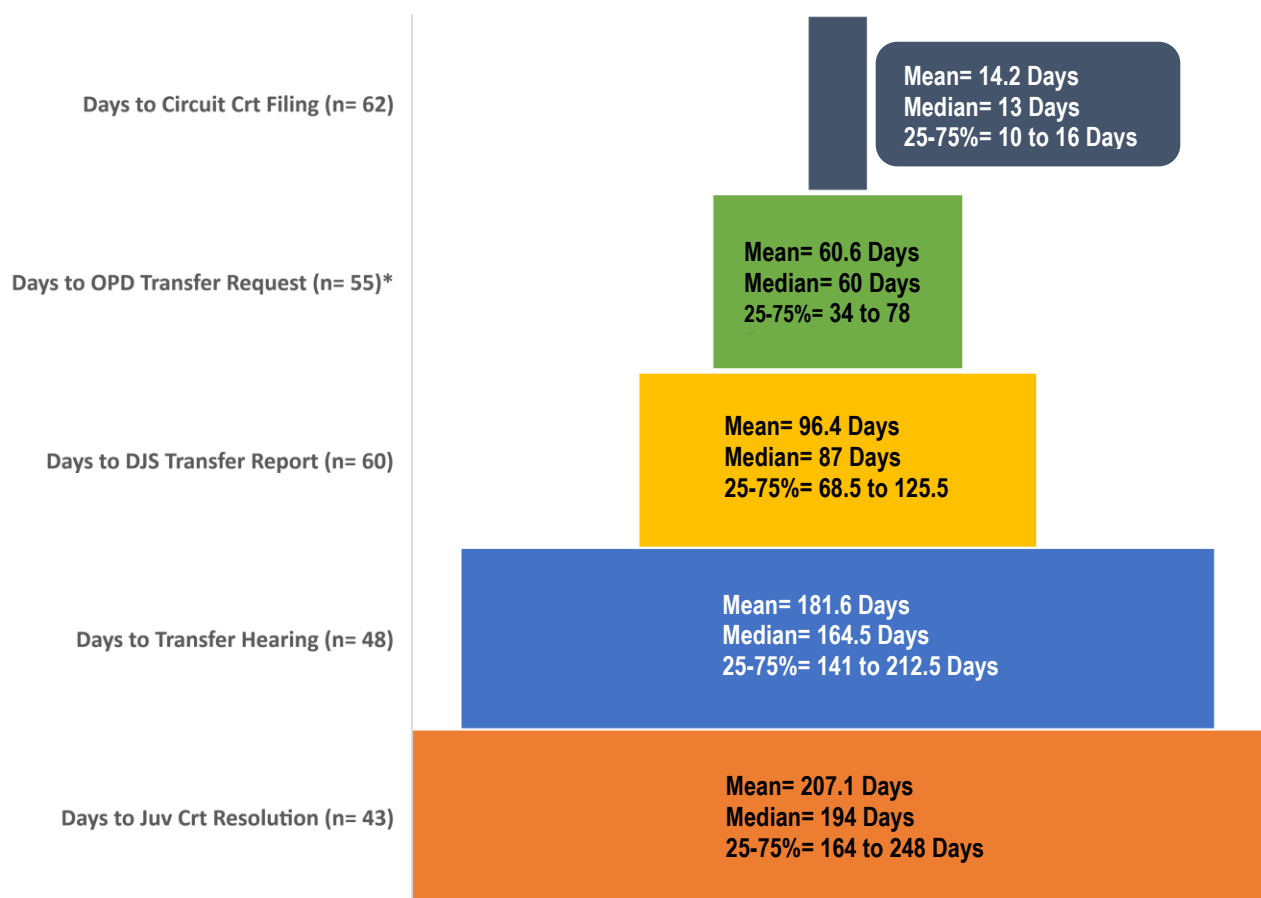 Days to Circuit Crt Filing (n= 62)
Mean= 14.2 Days
Median= 13 Days
25-75%= 10 to 16 Days
Days to OPD Transfer Request (n= 55)*
Mean= 60.6 Days
Median= 60 Days
25-75%= 34 to 78
Days to DJS Transfer Report (n= 60)
Mean= 96.4 Days
Median= 87 Days
25-75%= 68.5 to 125.5
Days to Transfer Hearing (n= 48)
Mean= 181.6 Days
Median= 164.5 Days
25-75%= 141 to 212.5 Days
Days to Juv Crt Resolution (n= 43)
Mean= 207.1 Days
Median= 194 Days
25-75%= 164 to 248 Days